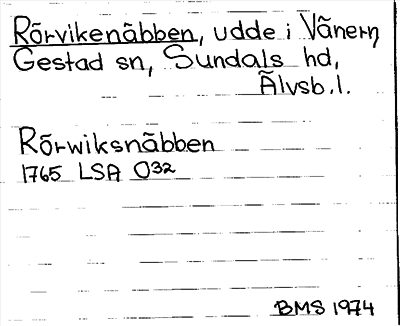 Rörvikenäbben, udde i Vänern
Gestad sn, Sundals hd,
Älvsb.l.
Rörwiksnäbben
1765 LSA O32
BMS 1974